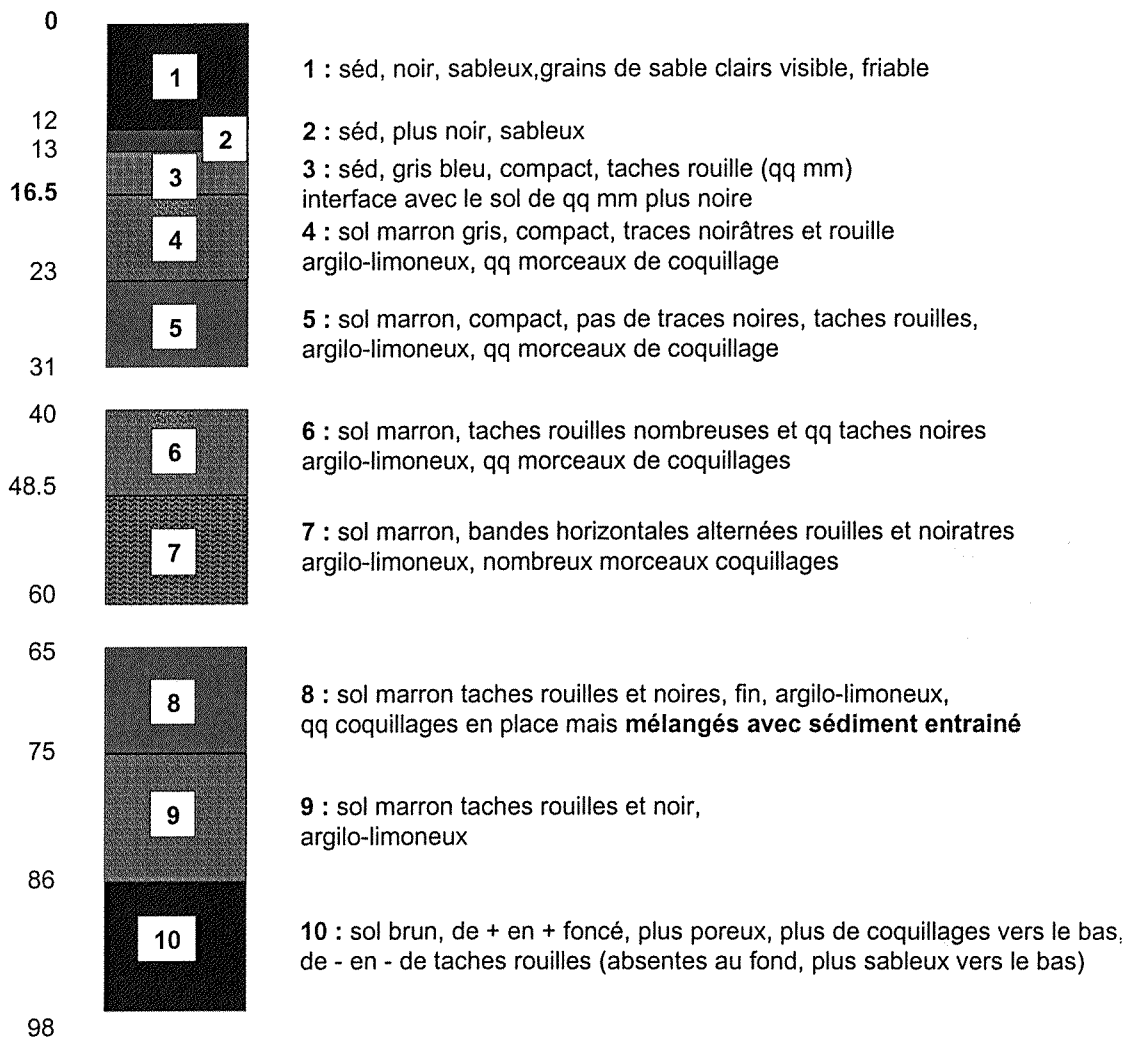 0
1
1 : séd, noir, sableux,grains de sable clairs visible, friable
12
2
2 : séd, plus noir, sableux
13
3
3 : séd, gris bleu, compact, taches rouille (qq mm)
16.5
interface avec le sol de qq mm plus noire
4
4 : sol marron gris, compact, traces noirâtres et rouille
argilo-limoneux, qq morceaux de coquillage
23
5
5 : sol marron, compact, pas de traces noires, taches rouilles,
argilo-limoneux, qq morceaux de coquillage
31
40
6
6 : sol marron, taches rouilles nombreuses et qq taches noires
argilo-limoneux, qq morceaux de coquillages
48.5
7
7 : sol marron, bandes horizontales alternées rouilles et noiratres
argilo-limoneux, nombreux morceaux coquillages
60
65
8
8 : sol marron taches rouilles et noires, fin, argilo-limoneux,
qq coquillages en place mais mélangés avec sédiment entrainé
75
9
9 : sol marron taches rouilles et noir,
argilo-limoneux
86
10
10 : sol brun, de + en + foncé, plus poreux, plus de coquillages vers le bas,
de - en - de taches rouilles (absentes au fond, plus sableux vers le bas)
98